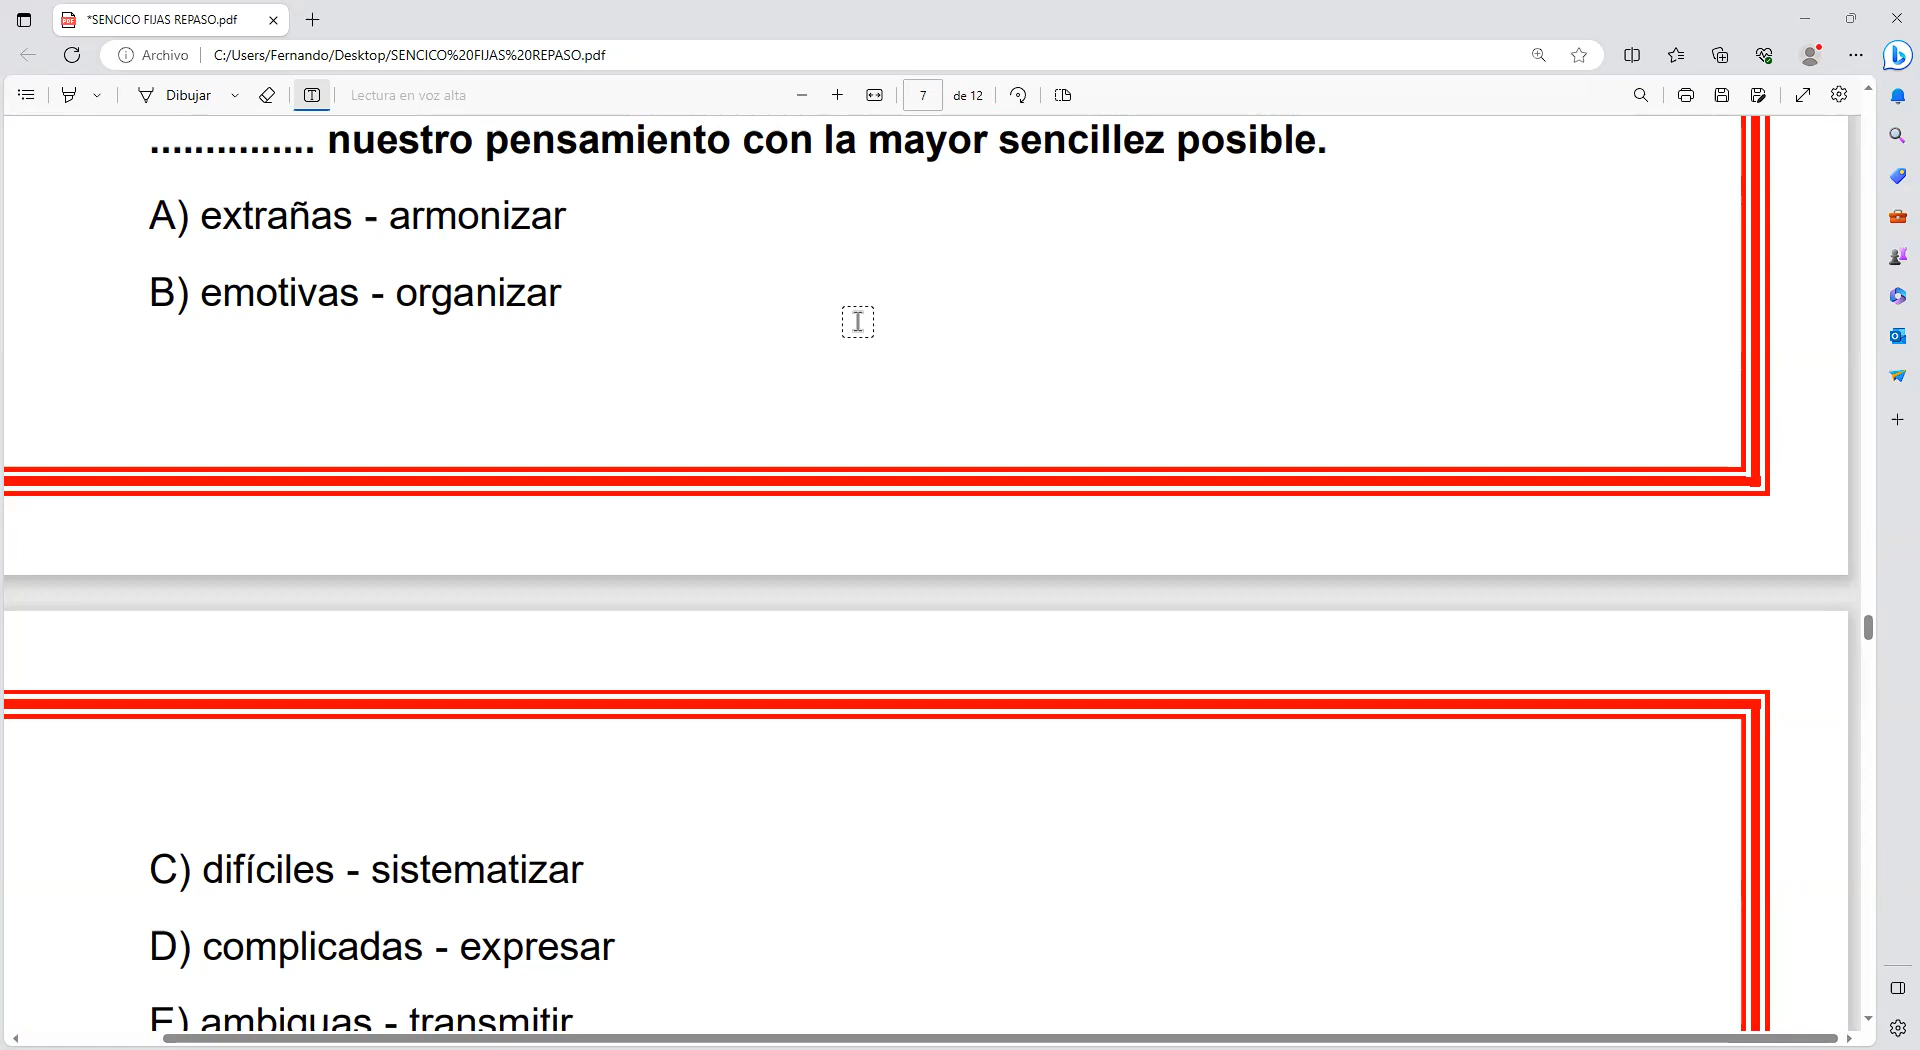 *SENCICO FIJAS REPASO.pdf
Archivo
C:/Users/Fernando/Desktop/SENCICO%20FIJAS%20REPASO.pdf
Dibujar
Lectura en voz alta
7 de 12
............... nuestro pensamiento con la mayor sencillez posible.
A) extrañas - armonizar
B) emotivas - organizar
C) difíciles - sistematizar
D) complicadas - expresar
E) ambiguas - transmitir